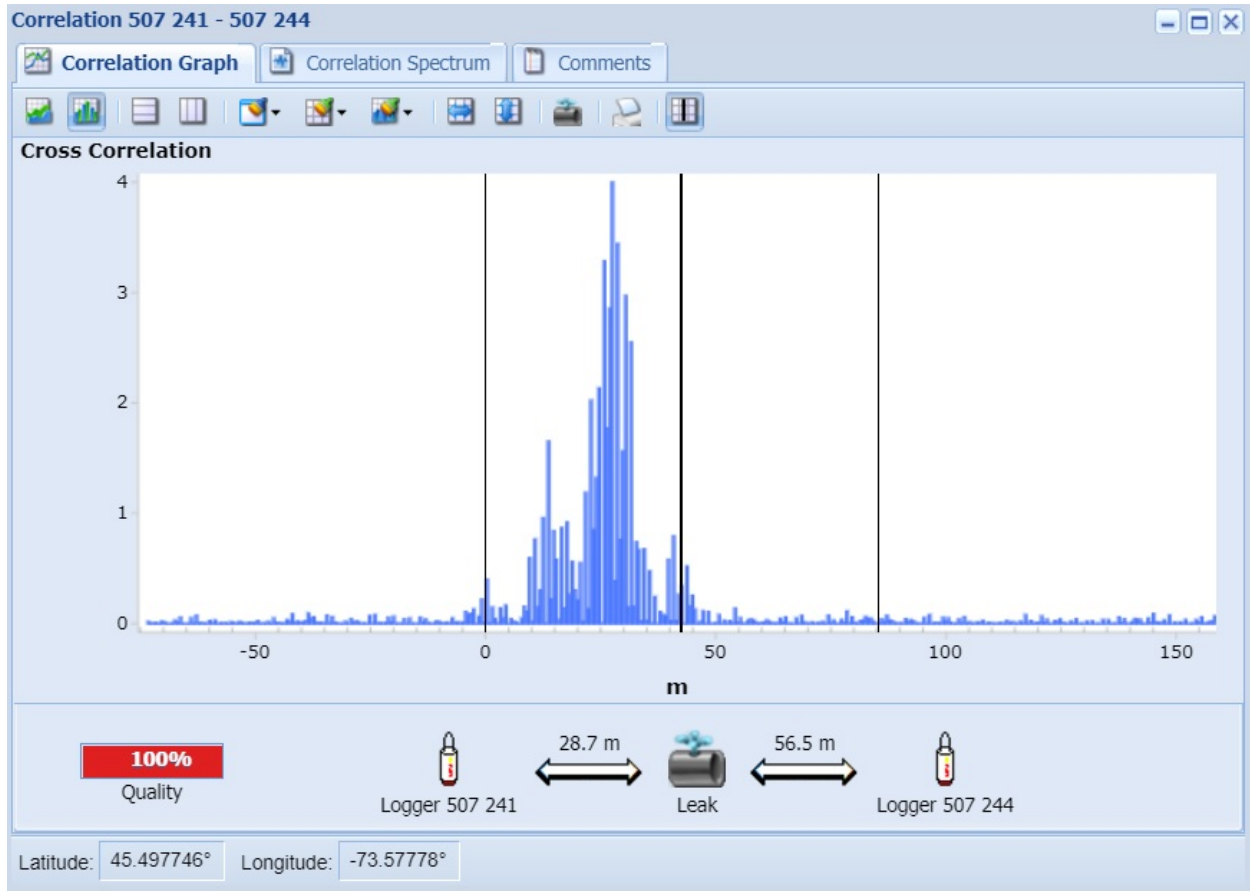 Correlation 507 241 - 507 244
Correlation Graph Correlation Spectrum Comments
Cross Correlation
4
3
2
1
0
-50 0 50 100 150
m
100%
Quality
28.7 m 56.5 m
Logger 507 241 Leak Logger 507 244
Latitude: 45.497746° Longitude: -73.57778°